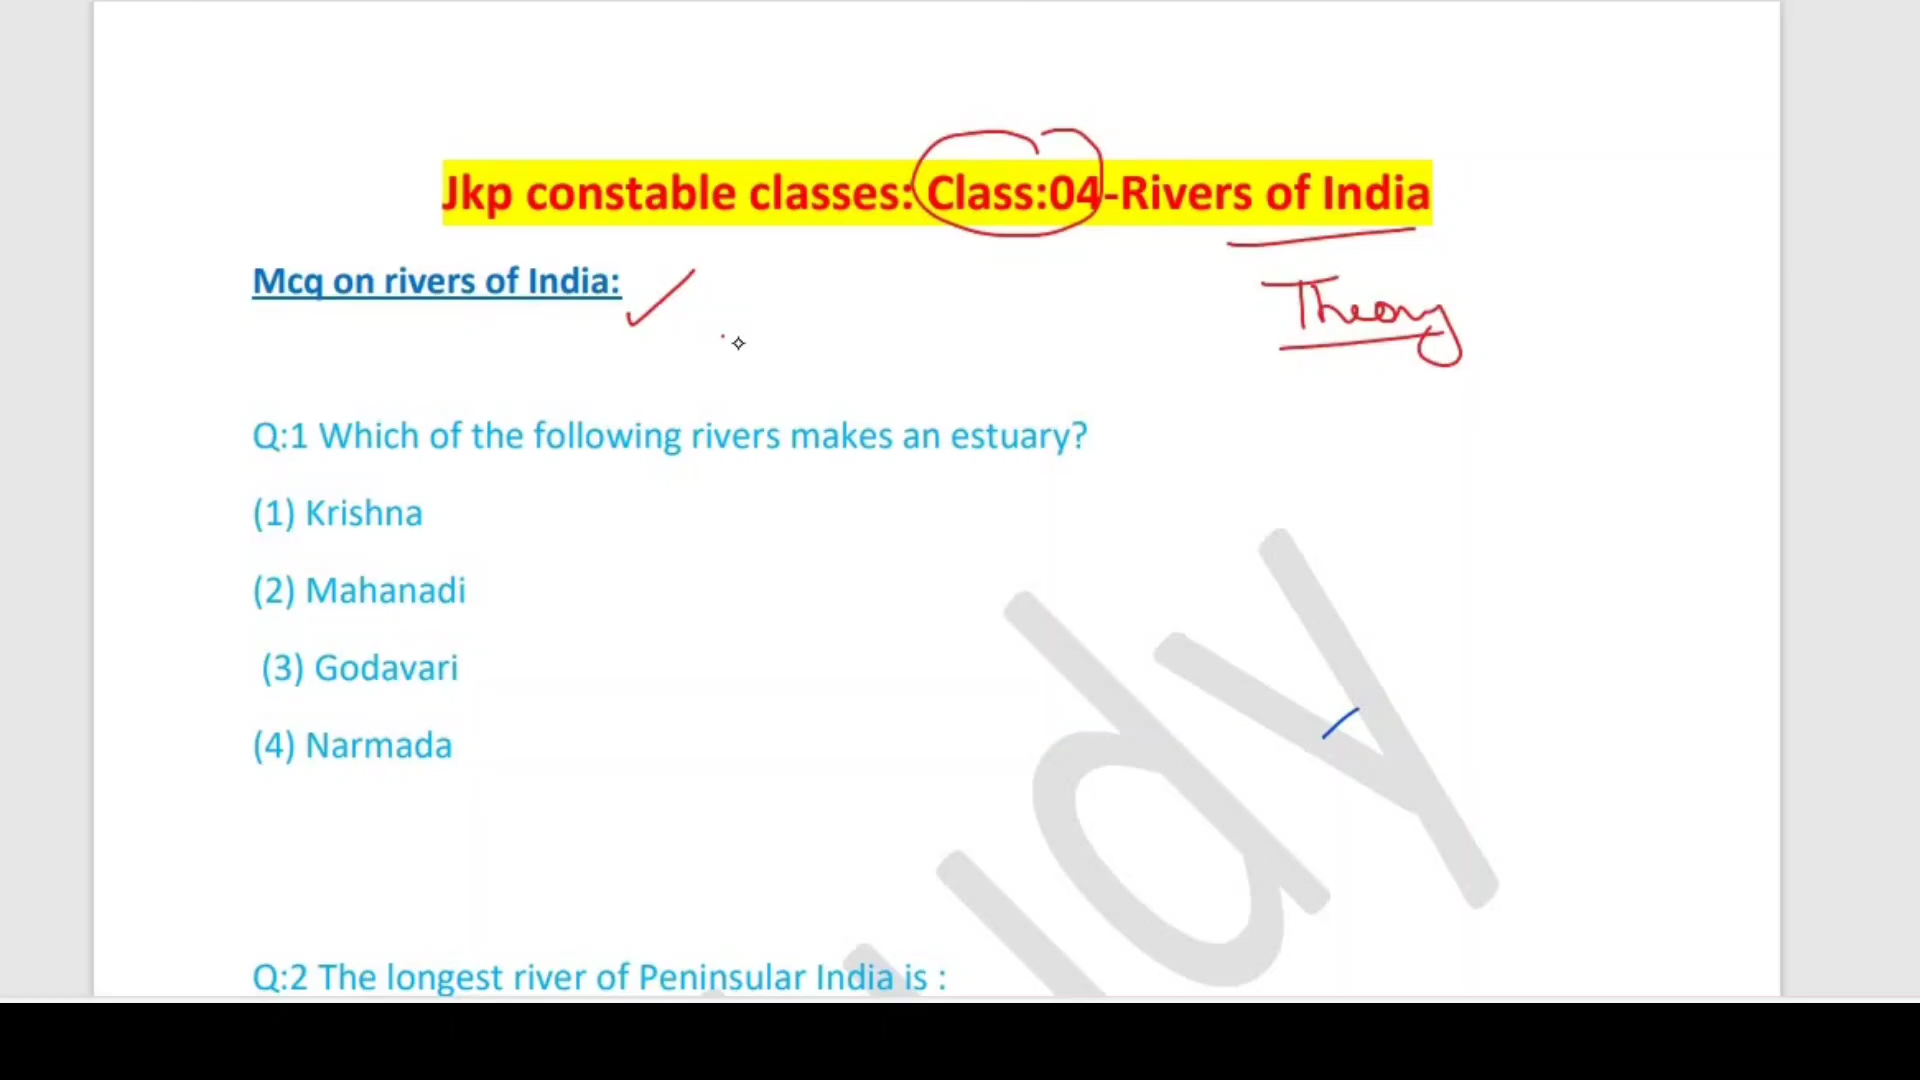 Jkp constable classes: Class:04-Rivers of India
Mcq on rivers of India:
Theory
Q:1 Which of the following rivers makes an estuary?
(1) Krishna
(2) Mahanadi
(3) Godavari
(4) Narmada
udy
Q:2 The longest river of Peninsular India is :